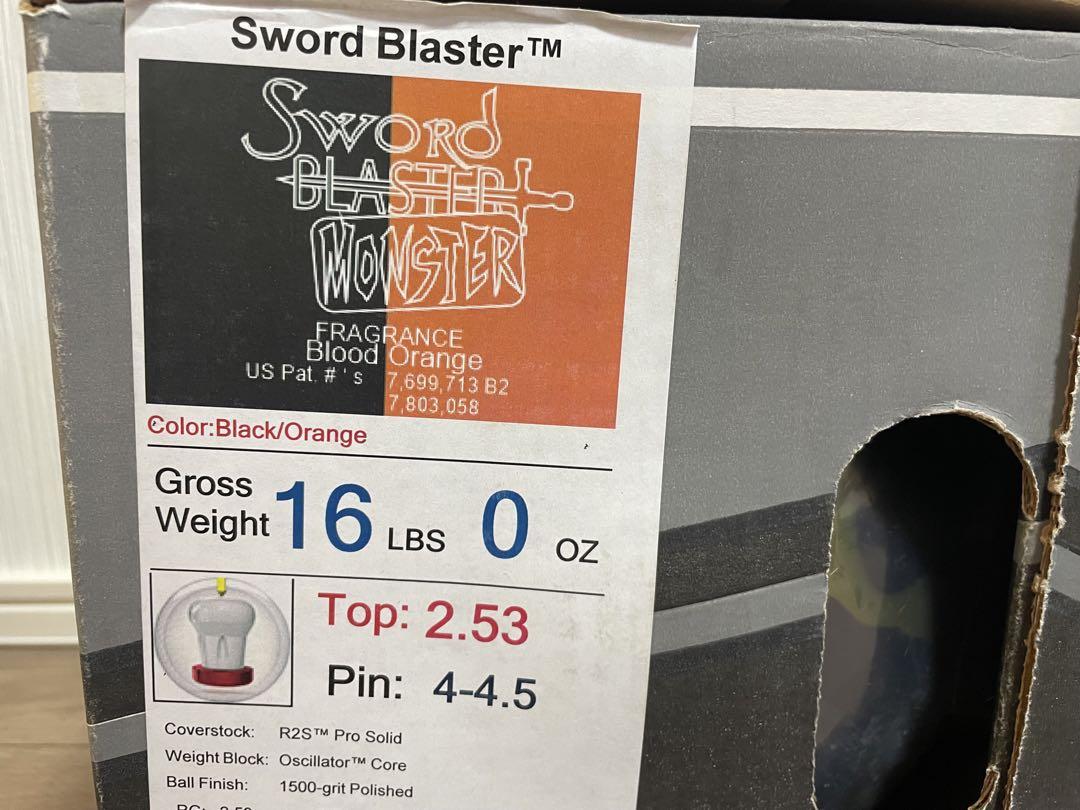 Sword Blaster™
Sword
BLASTER
MONSTER
FRAGRANCE
Blood Orange
US Pat. # ' s 7,699,713 B2
7,803,058
Color:Black/Orange
Gross Weight 16 LBS 0 OZ
Top: 2.53
Pin: 4-4.5
Coverstock: R2S™ Pro Solid
Weight Block: Oscillator™ Core
Ball Finish: 1500-grit Polished